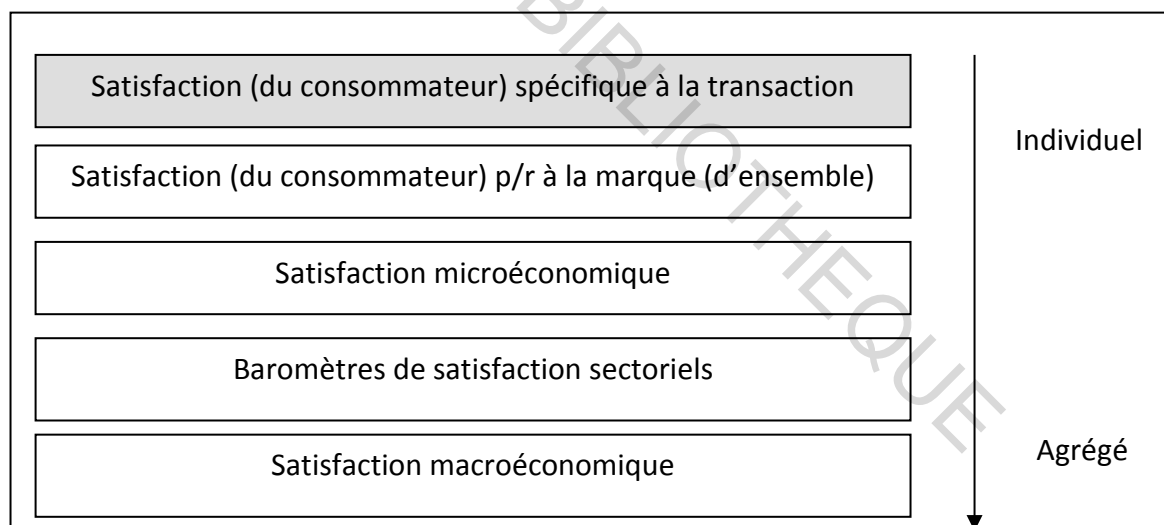 Satisfaction (du consommateur) spécifique à la transaction
Individuel
Satisfaction (du consommateur) p/r à la marque (d'ensemble)
Satisfaction microéconomique
Baromètres de satisfaction sectoriels
Agrégé
Satisfaction macroéconomique
BIBLIOTHEQUE